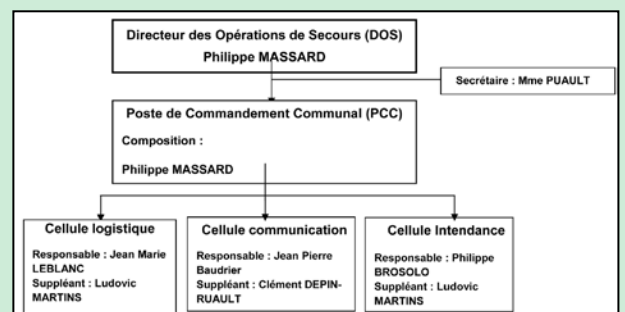 Directeur des Opérations de Secours (DOS)
Philippe MASSARD
Secrétaire : Mme PUAULT
Poste de Commandement Communal (PCC)
Composition :
Philippe MASSARD
Cellule logistique
Responsable : Jean Marie
LEBLANC
Suppléant : Ludovic
MARTINS
Cellule communication
Responsable : Jean Pierre
Baudrier
Suppléant : Clément DEPIN-
RUAULT
Cellule Intendance
Responsable : Philippe
BROSOLO
Suppléant : Ludovic
MARTINS